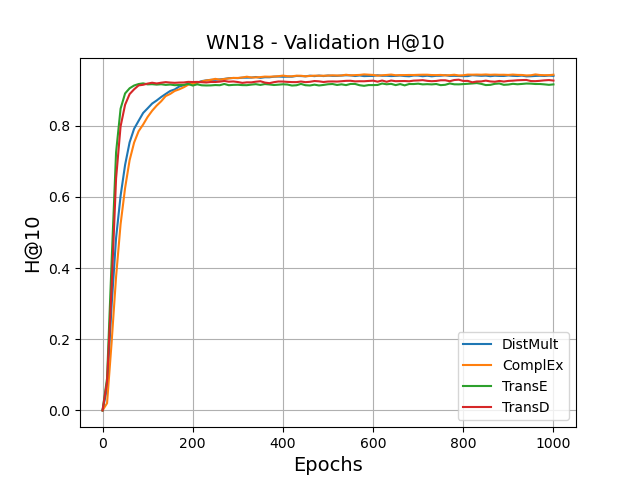 WN18 - Validation H@10
H@10
0.8
0.6
0.4
0.2
0.0
DistMult
ComplEx
TransE
TransD
0 200 400 600 800 1000
Epochs